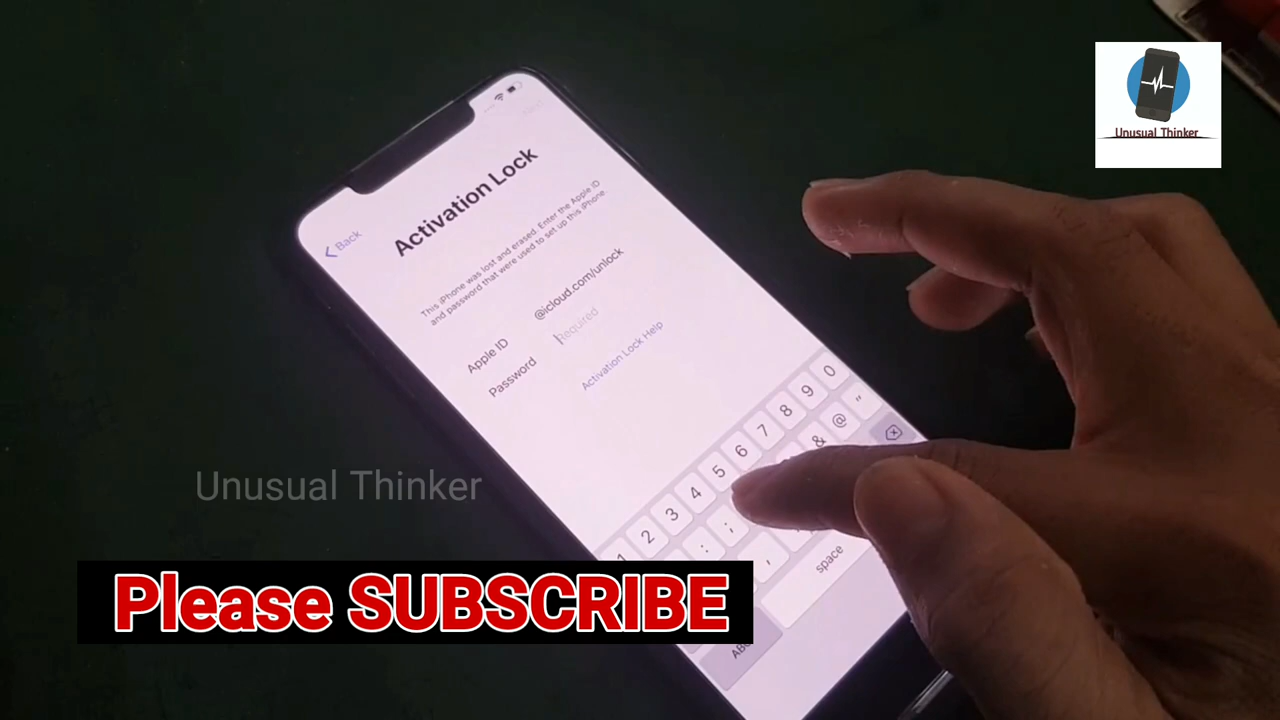 Unusual Thinker
Back
Activation Lock
This iPhone was lost and erased. Enter the Apple ID
and password that were used to set up this iPhone.
Apple ID
@icloud.com/unlock
Password
Required
Activation Lock Help
1 2 3 4 5 6 7 8 9 0
: ; & @ "
,
space
Unusual Thinker
Please SUBSCRIBE